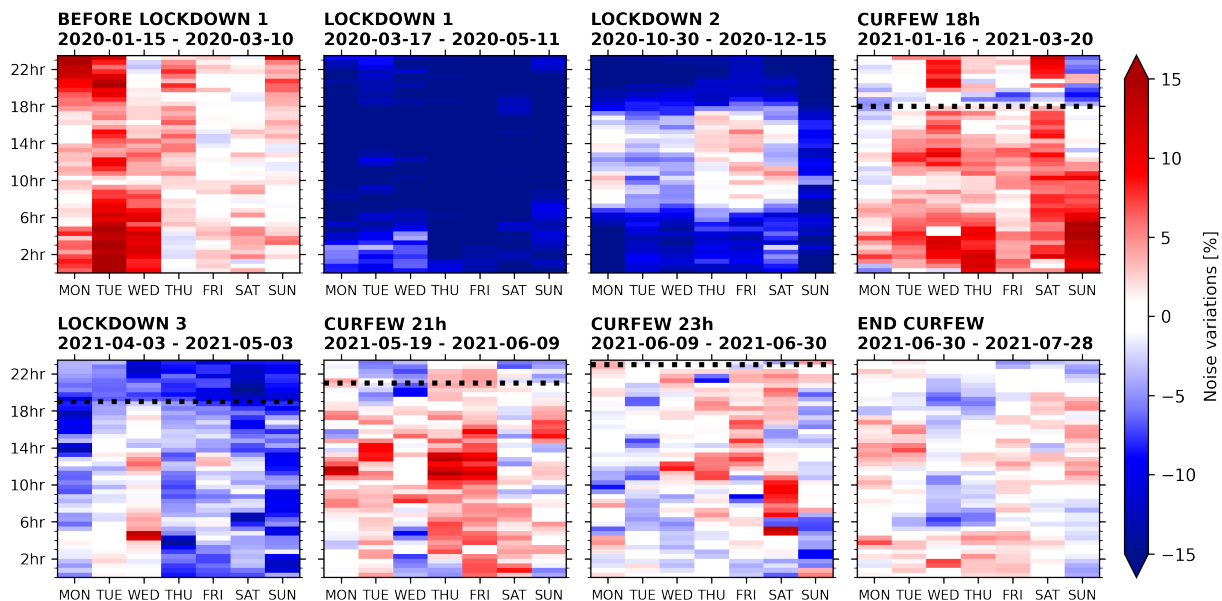 BEFORE LOCKDOWN 1
2020-01-15 - 2020-03-10
LOCKDOWN 1
2020-03-17 - 2020-05-11
LOCKDOWN 2
2020-10-30 - 2020-12-15
CURFEW 18h
2021-01-16 - 2021-03-20
22hr
18hr
14hr
10hr
6hr
2hr
MON TUE WED THU FRI SAT SUN
MON TUE WED THU FRI SAT SUN
MON TUE WED THU FRI SAT SUN
MON TUE WED THU FRI SAT SUN
LOCKDOWN 3
2021-04-03 - 2021-05-03
CURFEW 21h
2021-05-19 - 2021-06-09
CURFEW 23h
2021-06-09 - 2021-06-30
END CURFEW
2021-06-30 - 2021-07-28
22hr
18hr
14hr
10hr
6hr
2hr
MON TUE WED THU FRI SAT SUN
MON TUE WED THU FRI SAT SUN
MON TUE WED THU FRI SAT SUN
MON TUE WED THU FRI SAT SUN
15
10
5
0
−5
−10
−15
Noise variations [%]